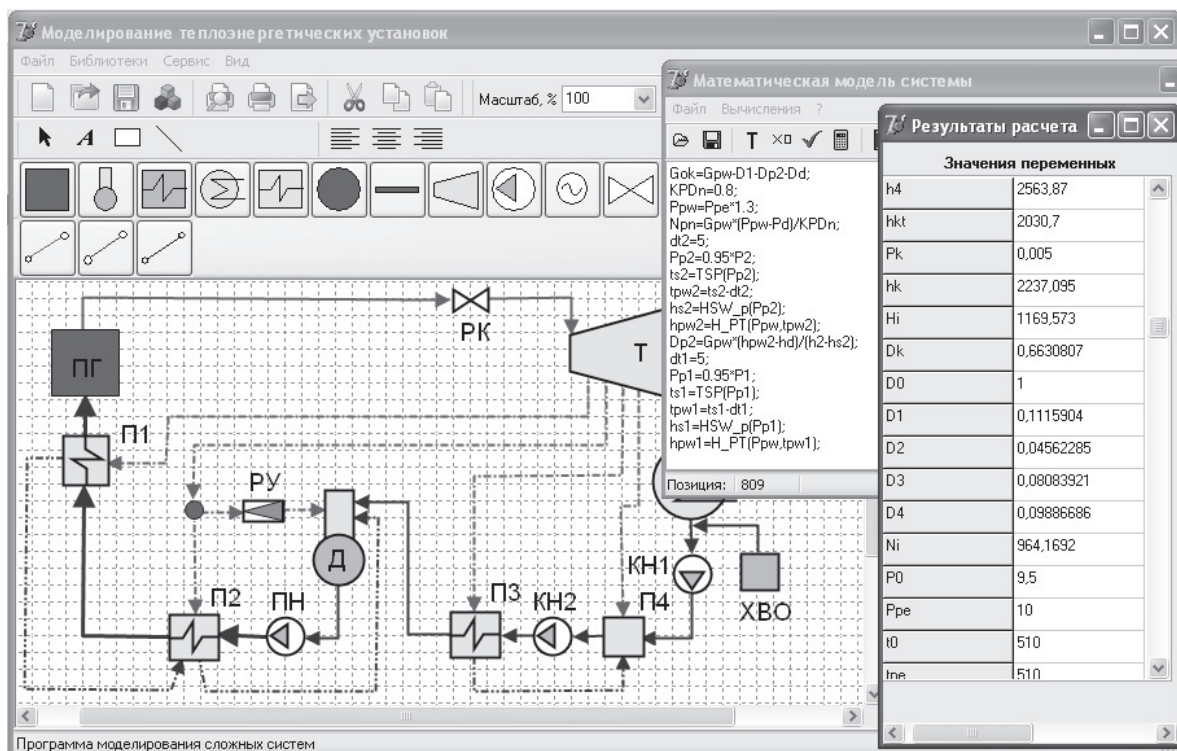 Моделирование теплоэнергетических установок
Файл Библиотеки Сервис Вид
Масштаб, % 100
A
ПГ
П1
РК
Т
РУ
Д
П2
ПН
П3
КН2
П4
КН1
ХВО
Программа моделирования сложных систем
Математическая модель системы
Файл Вычисления ?
T
Gok=Gpw-D1-Dp2-Dd;
KPDn=0.8;
Ppw=Ppe*1.3;
Npn=Gpw*(Ppw-Pd)/KPDn;
dt2=5;
Pp2=0.95*P2;
ts2=TSP(Pp2);
tpw2=ts2-dt2;
hs2=HSW_p(Pp2);
hpw2=H_PT(Ppw,tpw2);
Dp2=Gpw*(hpw2-hd)/(h2-hs2);
dt1=5;
Pp1=0.95*P1;
ts1=TSP(Pp1);
tpw1=ts1-dt1;
hs1=HSW_p(Pp1);
hpw1=H_PT(Ppw,tpw1);
Позиция: 809
Результаты расчета
Значения переменных
h4 2563,87
hkt 2030,7
Pk 0,005
hk 2237,095
Hi 1169,573
Dk 0,6630807
D0 1
D1 0,1115904
D2 0,04562285
D3 0,08083921
D4 0,09886686
Ni 964,1692
P0 9,5
Ppe 10
t0 510
tpe 510